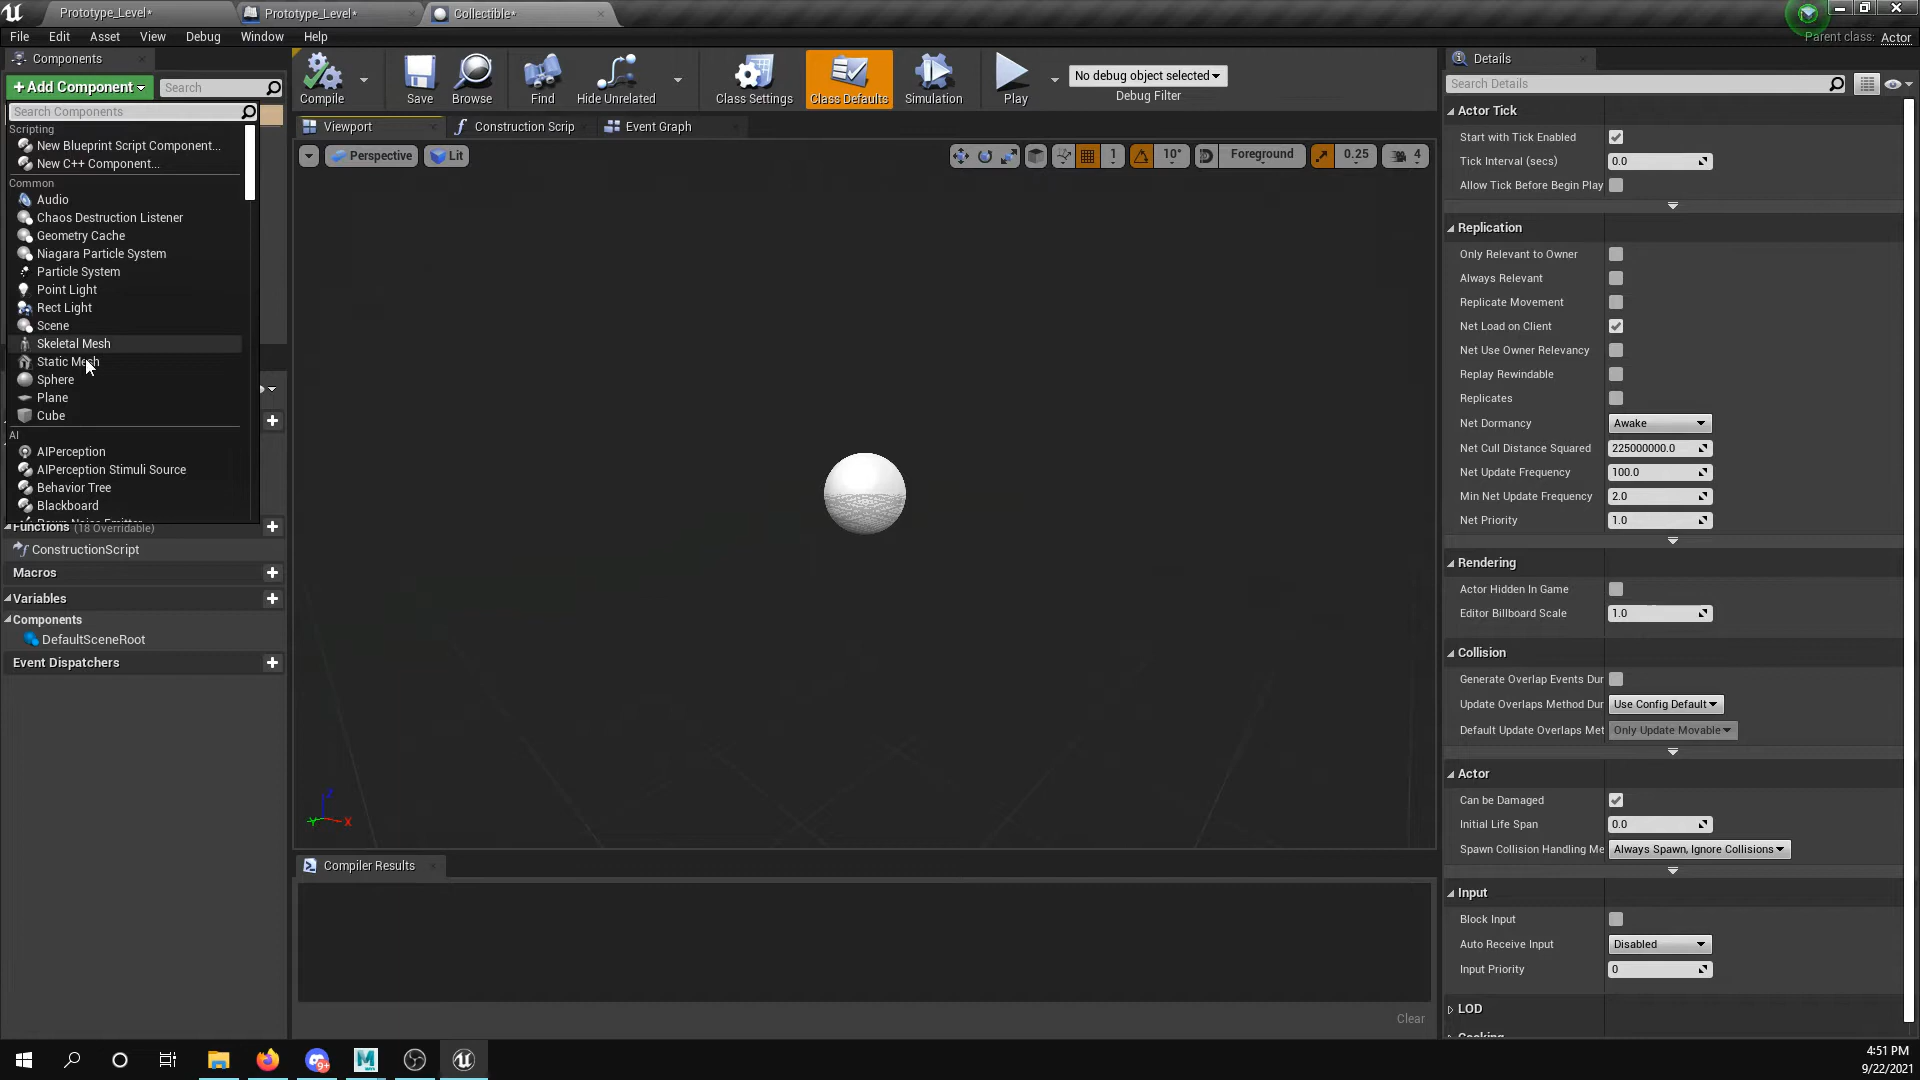 Prototype_Level*
Prototype_Level*
Collectible*
File Edit Asset View Debug Window Help
Parent class: Actor
Components
+Add Component
Search
Search Components
Scripting
New Blueprint Script Component...
New C++ Component...
Common
Audio
Chaos Destruction Listener
Geometry Cache
Niagara Particle System
Particle System
Point Light
Rect Light
Scene
Skeletal Mesh
Static Mesh
Sphere
Plane
Cube
AI
AIPerception
AIPerception Stimuli Source
Behavior Tree
Blackboard
Functions (18 Overridable)
ConstructionScript
Macros
Variables
Components
DefaultSceneRoot
Event Dispatchers
Compile
Save
Browse
Find
Hide Unrelated
Class Settings
Class Defaults
Simulation
Play
No debug object selected
Debug Filter
Viewport
Construction Scrip
Event Graph
Perspective
Lit
1
10°
Foreground
0.25
4
Z
Y
X
Compiler Results
Clear
Details
Search Details
Actor Tick
Start with Tick Enabled
Tick Interval (secs) 0.0
Allow Tick Before Begin Play
Replication
Only Relevant to Owner
Always Relevant
Replicate Movement
Net Load on Client
Net Use Owner Relevancy
Replay Rewindable
Replicates
Net Dormancy Awake
Net Cull Distance Squared 225000000.0
Net Update Frequency 100.0
Min Net Update Frequency 2.0
Net Priority 1.0
Rendering
Actor Hidden In Game
Editor Billboard Scale 1.0
Collision
Generate Overlap Events Dur
Update Overlaps Method Dur Use Config Default
Default Update Overlaps Met Only Update Movable
Actor
Can be Damaged
Initial Life Span 0.0
Spawn Collision Handling Me Always Spawn, Ignore Collisions
Input
Block Input
Auto Receive Input Disabled
Input Priority 0
LOD
4:51 PM
9/22/2021